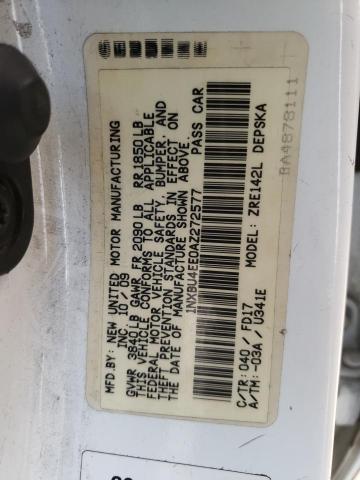 MFD BY: NEW UNITED MOTOR MANUFACTURING
INC. 10/09
GVWR 3840LB GAWR FR 2090LB RR 1850LB
THIS VEHICLE CONFORMS TO ALL APPLICABLE
FEDERAL MOTOR VEHICLE SAFETY, BUMPER, AND
THEFT PREVENTION STANDARDS IN EFFECT ON
THE DATE OF MANUFACTURE SHOWN ABOVE.
1NXBU4EE0AZ272577 PASS CAR
C/TR: 040 / FD17 MODEL: ZRE142L DEPSKA
A/TM: -03A / U341E
BA4878111